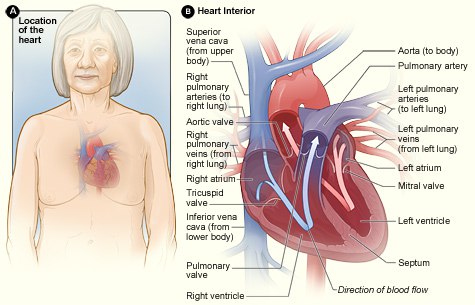 A
Location
of the
heart
B Heart Interior
Superior
vena cava
(from upper
body)
Right
pulmonary
arteries (to
right lung)
Aortic valve
Right
pulmonary
veins (from
right lung)
Right atrium
Tricuspid
valve
Inferior vena
cava (from
lower body)
Pulmonary
valve
Right ventricle
Aorta (to body)
Pulmonary artery
Left pulmonary
arteries
(to left lung)
Left pulmonary
veins
(from left lung)
Left atrium
Mitral valve
Left ventricle
Septum
Direction of blood flow